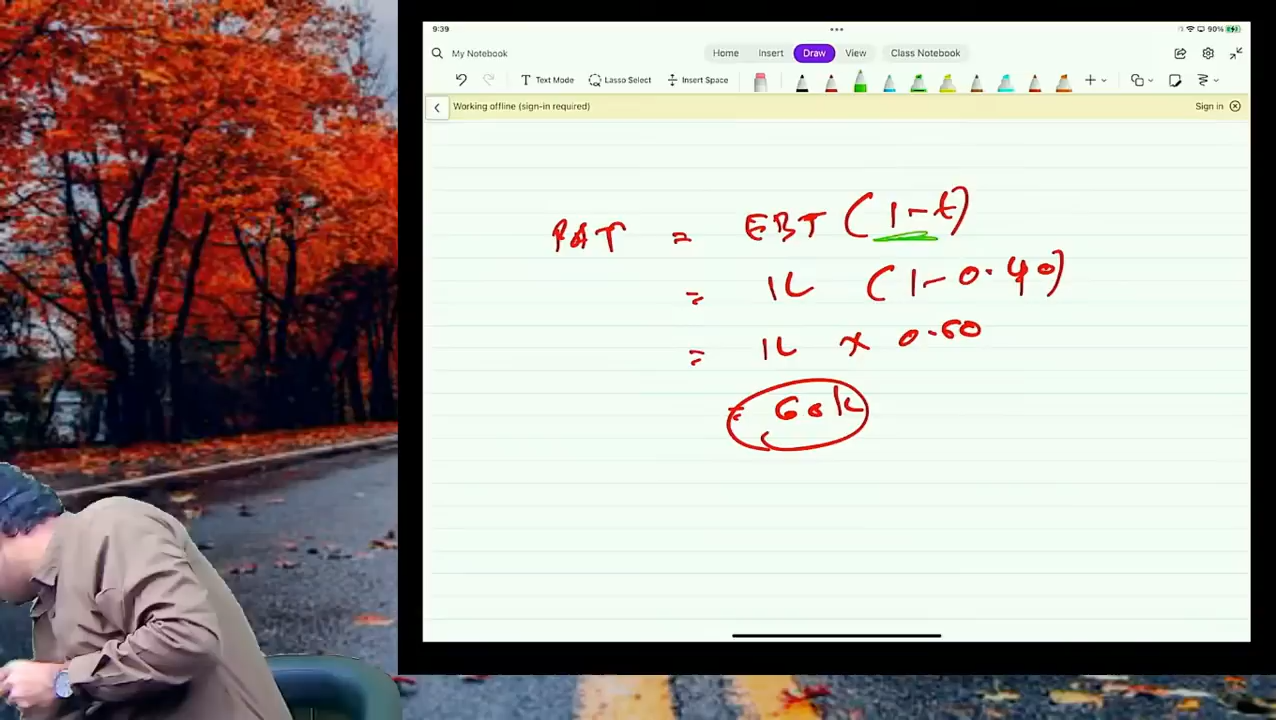 9:39
90%
My Notebook
Home Insert Draw View Class Notebook
Text Mode Lasso Select Insert Space
Working offline (sign-in required)
Sign in
PAT = EBT (1-t)
= 1L (1-0.40)
= 1L x 0.60
= 60k